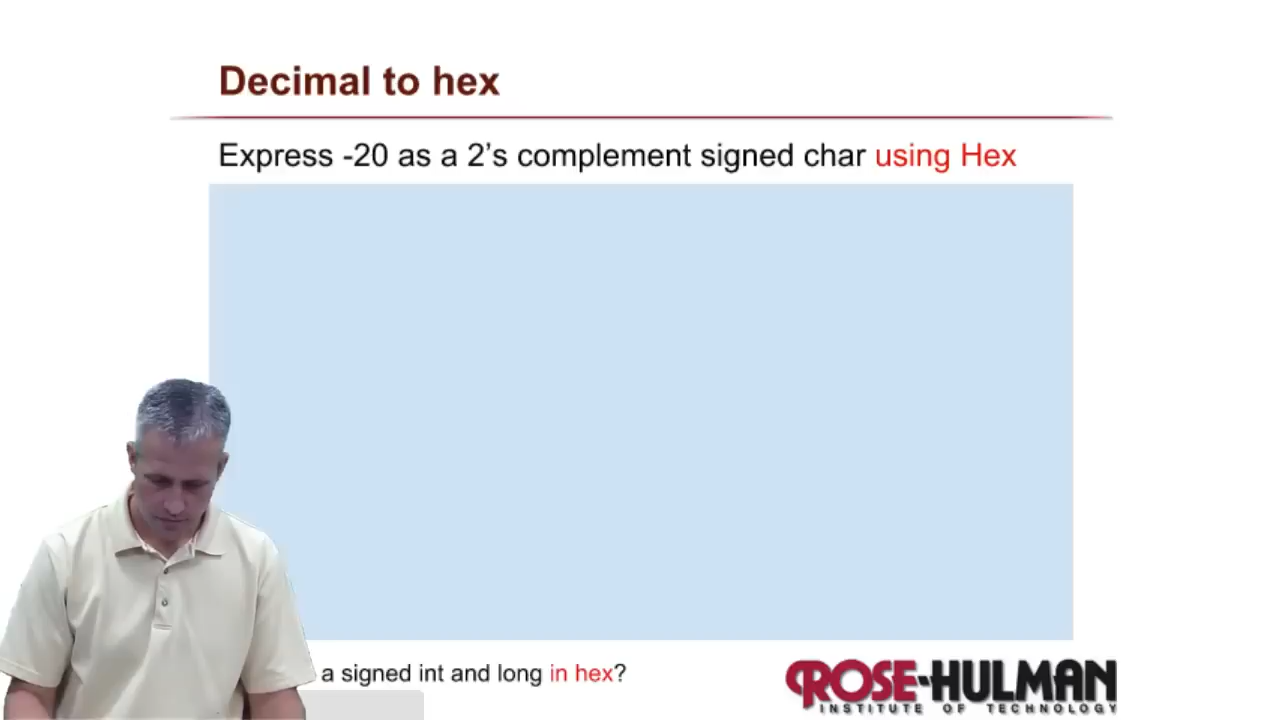 Decimal to hex
Express -20 as a 2’s complement signed char using Hex
a signed int and long in hex?
ROSE-HULMAN
INSTITUTE OF TECHNOLOGY